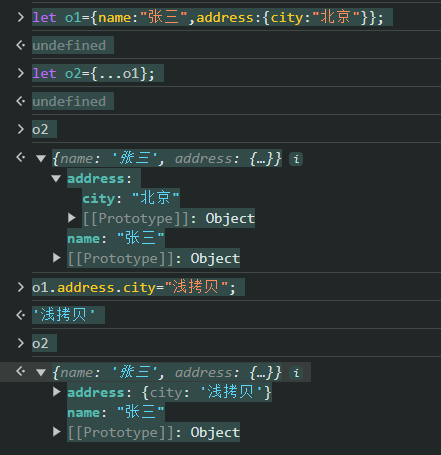 let o1={name:"张三",address:{city:"北京"}};
undefined
let o2={...o1};
undefined
o2
{name: '张三', address: {…}} i
address:
city: "北京"
[[Prototype]]: Object
name: "张三"
[[Prototype]]: Object
o1.address.city="浅拷贝";
'浅拷贝'
o2
{name: '张三', address: {…}} i
address: {city: '浅拷贝'}
name: "张三"
[[Prototype]]: Object